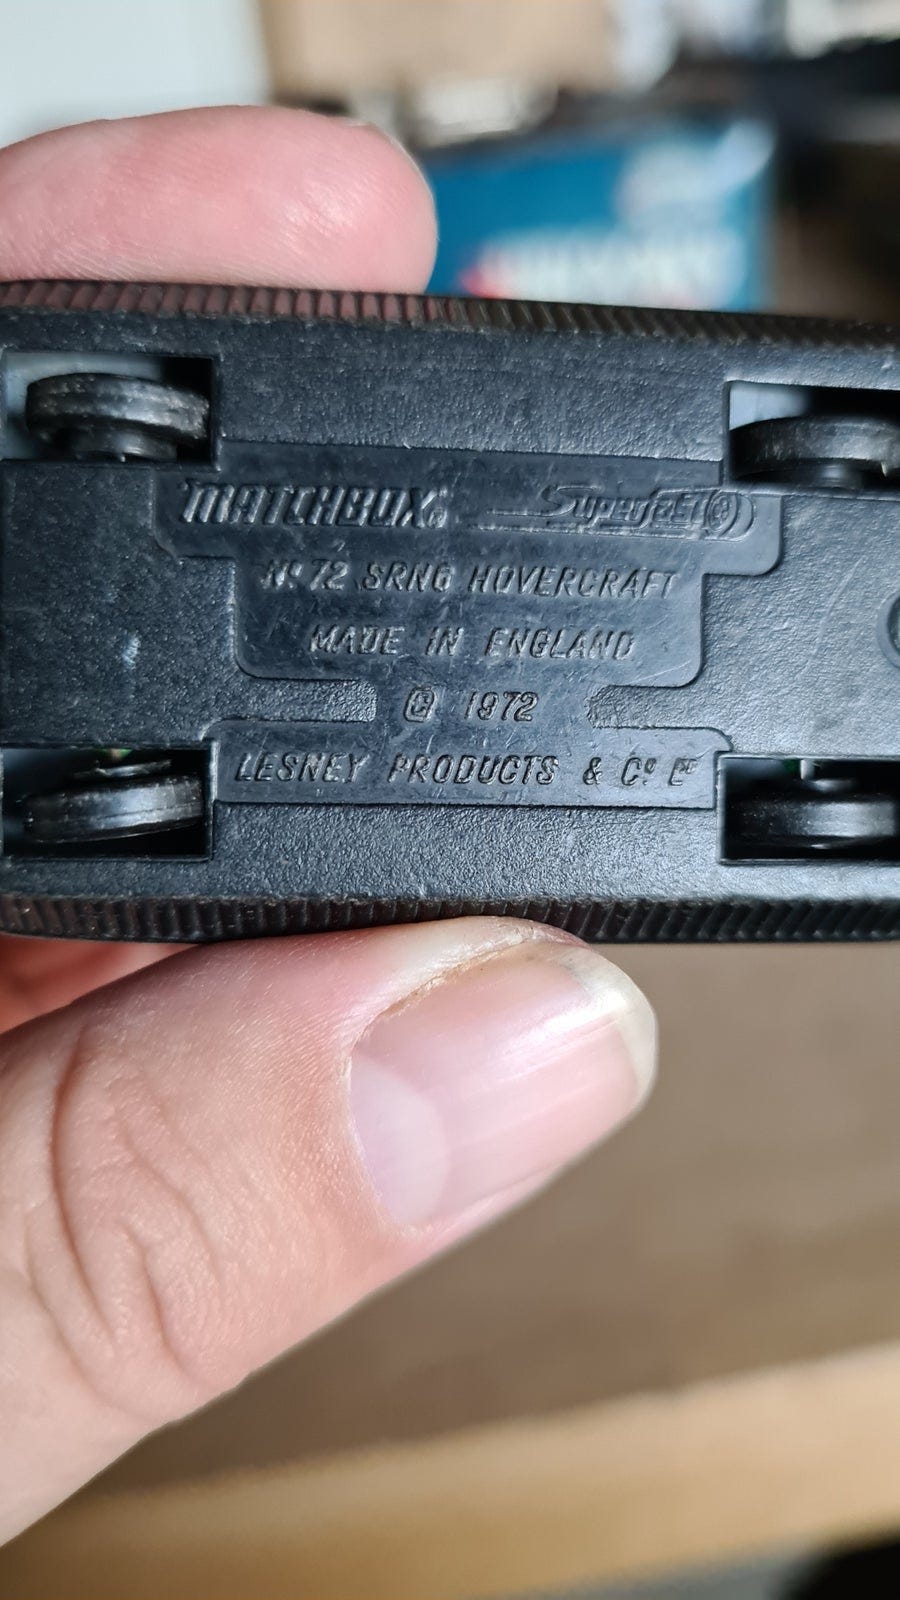 MATCHBOX® Superfast
Nº 72 SRN6 HOVERCRAFT
MADE IN ENGLAND
© 1972
LESNEY PRODUCTS & Cº Lᵀᴰ